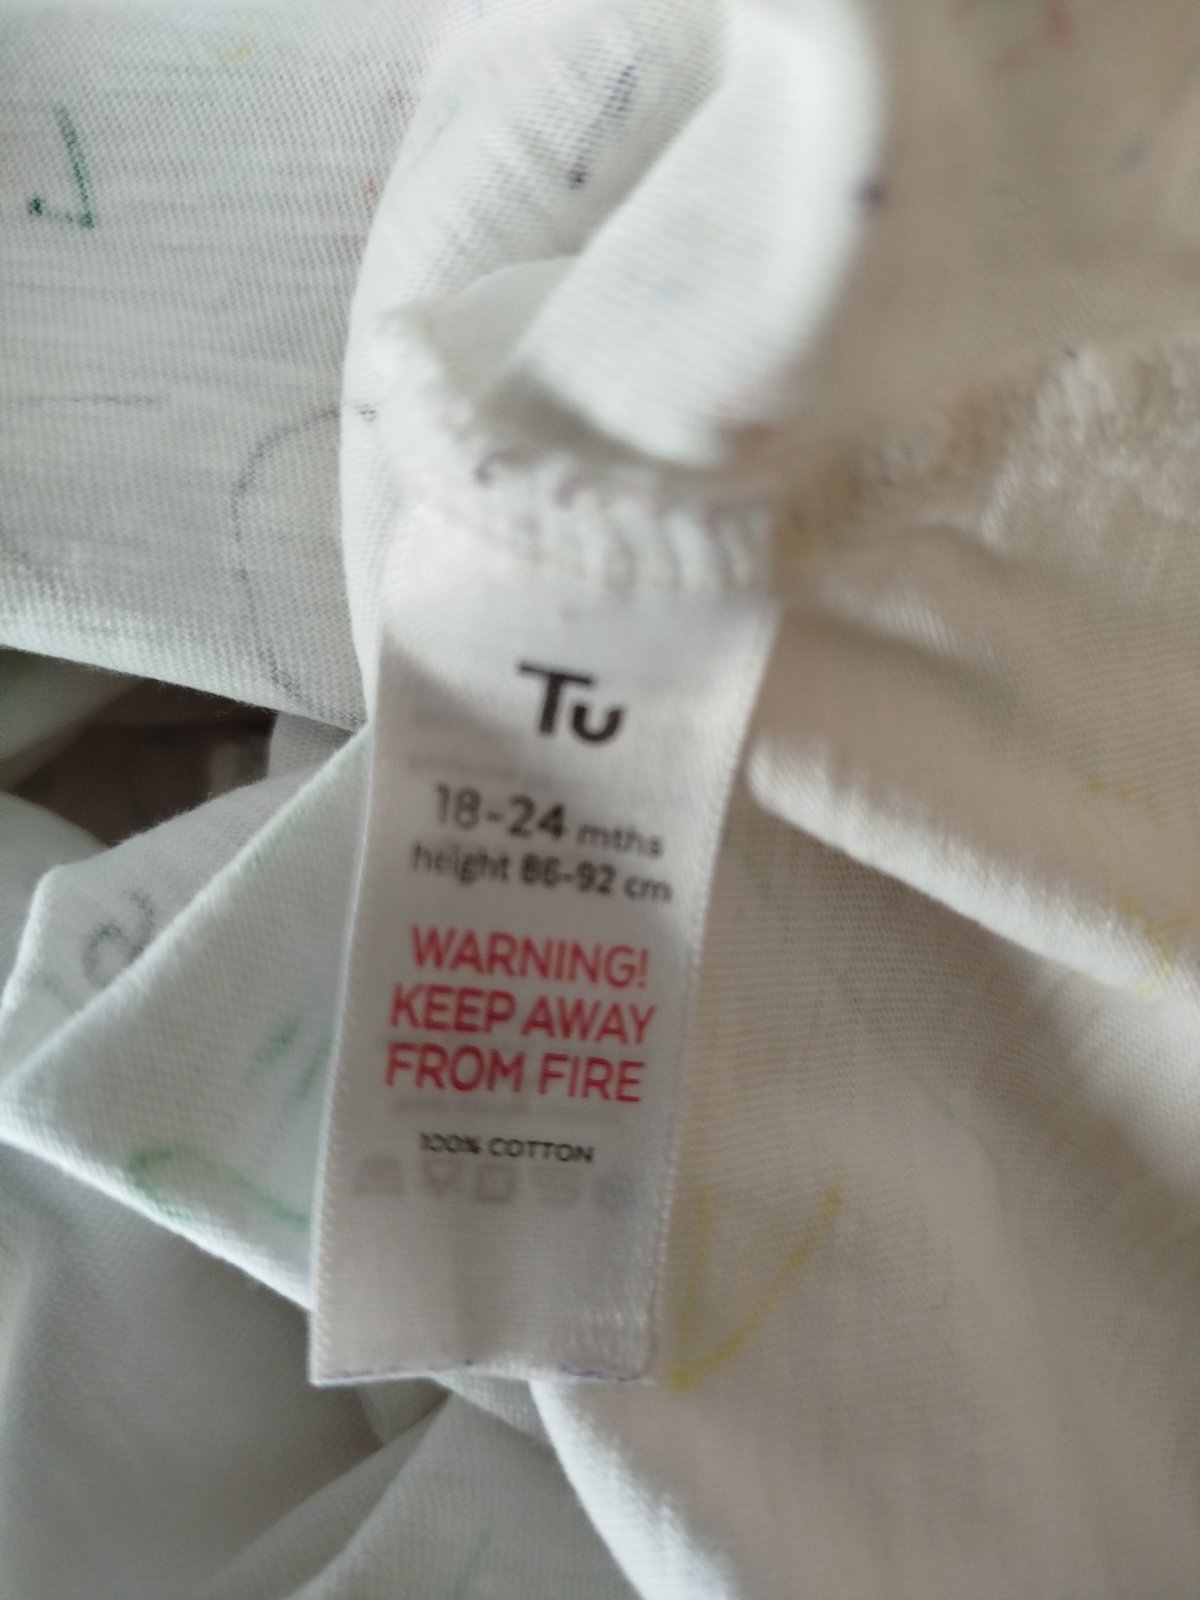 Tu
18-24 mths
height 86-92 cm
WARNING!
KEEP AWAY
FROM FIRE
100% COTTON